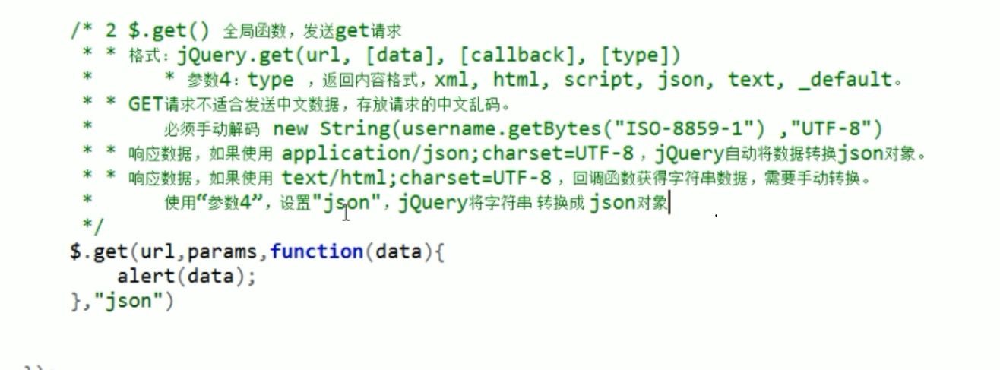 /* 2 $.get() 全局函数，发送get请求
* * 格式：jQuery.get(url, [data], [callback], [type])
* * 参数4：type ，返回内容格式，xml, html, script, json, text, _default。
* * GET请求不适合发送中文数据，存放请求的中文乱码。
* 必须手动解码 new String(username.getBytes("ISO-8859-1") ,"UTF-8")
* * 响应数据，如果使用 application/json;charset=UTF-8 ，jQuery自动将数据转换json对象。
* * 响应数据，如果使用 text/html;charset=UTF-8 ，回调函数获得字符串数据，需要手动转换。
* 使用“参数4”，设置"json"，jQuery将字符串 转换成 json对象
*/
$.get(url,params,function(data){
alert(data);
},"json")